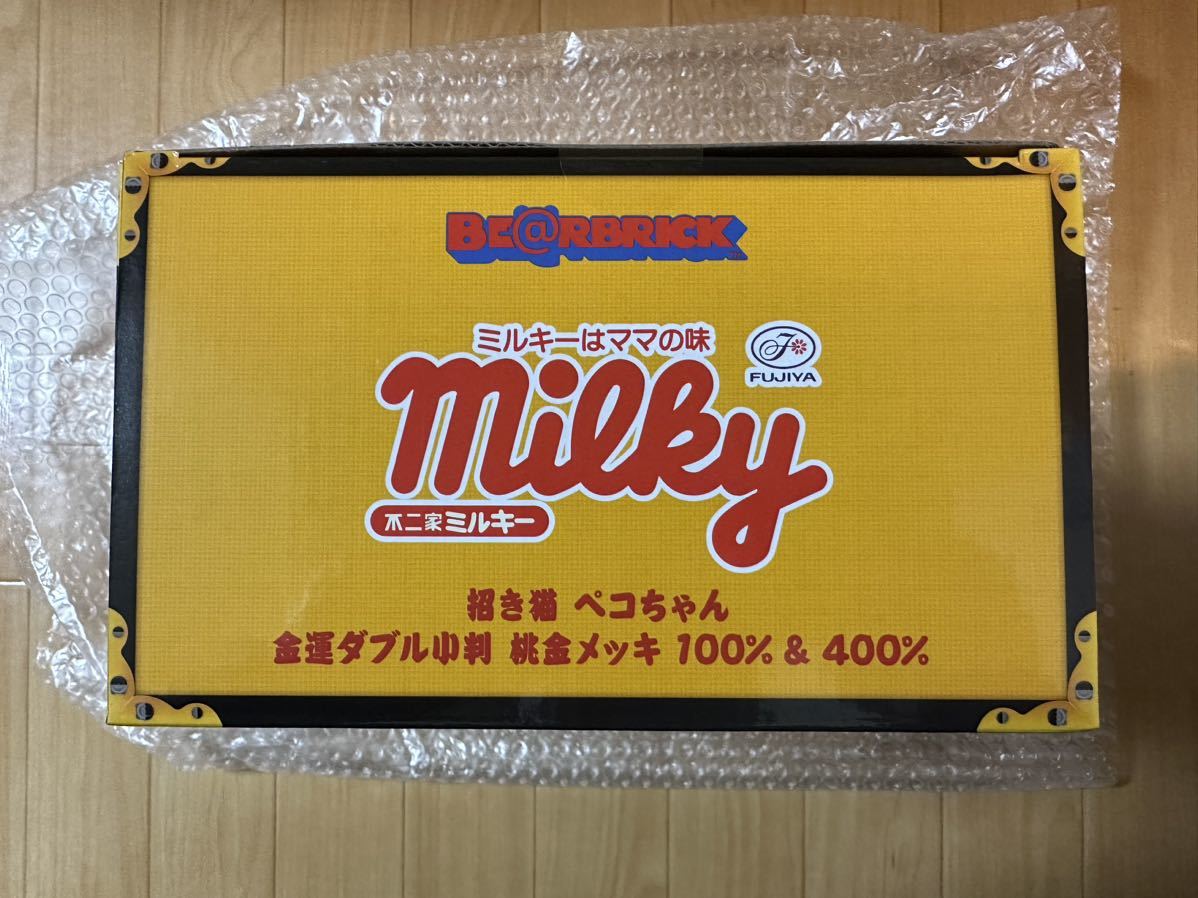 BE@RBRICK
ミルキーはママの味
milky
FUJIYA
不二家ミルキー
招き猫 ペコちゃん
金運ダブル小判 桃金メッキ 100% & 400%